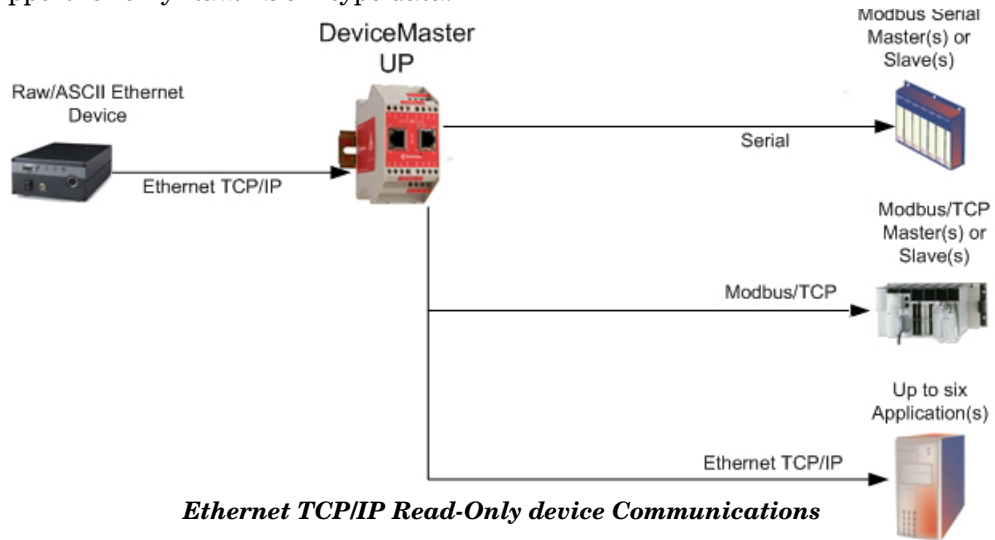 DeviceMaster
UP
Raw/ASCII Ethernet
Device
Ethernet TCP/IP
Modbus Serial
Master(s) or
Slave(s)
Serial
Modbus/TCP
Master(s) or
Slave(s)
Modbus/TCP
Up to six
Application(s)
Ethernet TCP/IP
Ethernet TCP/IP Read-Only device Communications